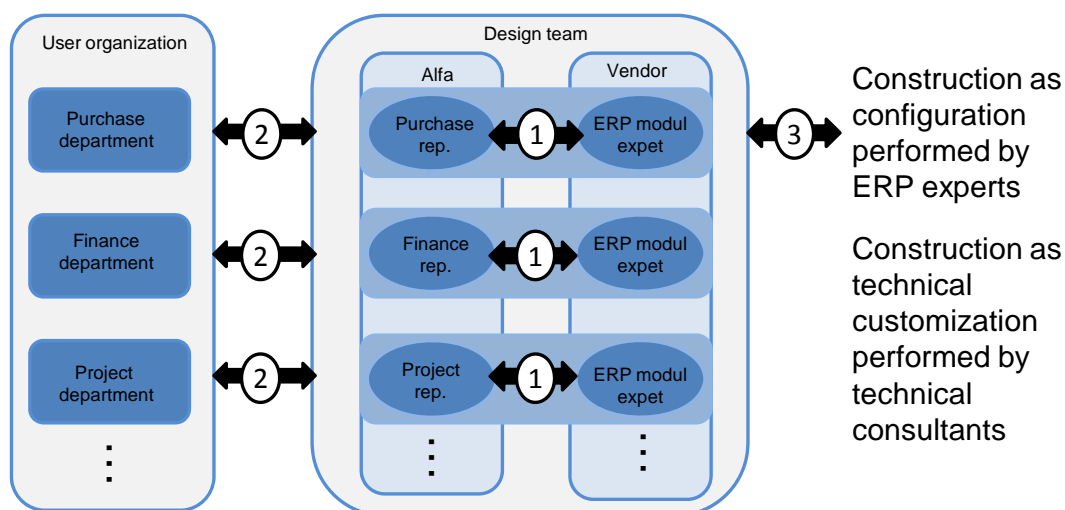 User organization
Purchase
department
Finance
department
Project
department
2
2
2
Design team
Alfa
Vendor
Purchase
rep.
1
ERP modul
expet
Finance
rep.
1
ERP modul
expet
Project
rep.
1
ERP modul
expet
3
Construction as
configuration
performed by
ERP experts
Construction as
technical
customization
performed by
technical
consultants